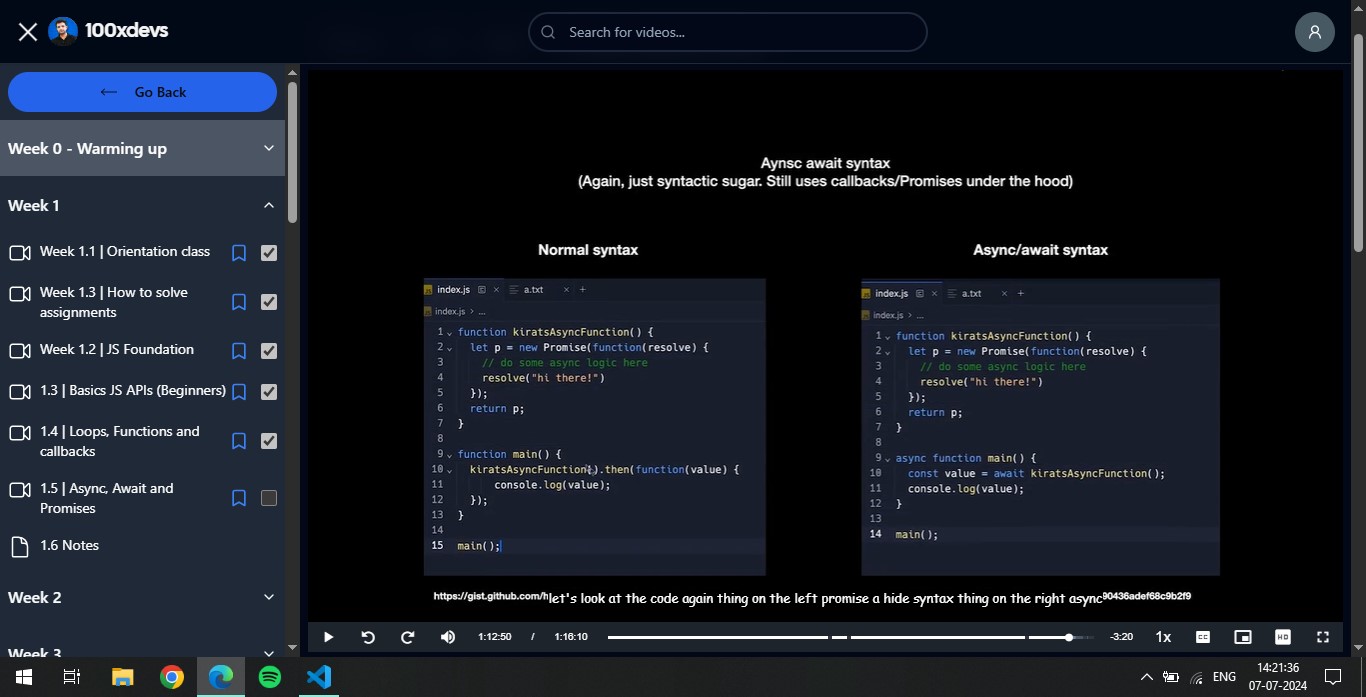 100xdevs
Search for videos...
Go Back
Week 0 - Warming up
Week 1
Week 1.1 | Orientation class
Week 1.3 | How to solve
assignments
Week 1.2 | JS Foundation
1.3 | Basics JS APIs (Beginners)
1.4 | Loops, Functions and
callbacks
1.5 | Async, Await and
Promises
1.6 Notes
Week 2
Week 3
Aynsc await syntax
(Again, just syntactic sugar. Still uses callbacks/Promises under the hood)
Normal syntax
index.js
a.txt
index.js > ...
1 function kiratsAsyncFunction() {
2 let p = new Promise(function(resolve) {
3 // do some async logic here
4 resolve("hi there!")
5 });
6 return p;
7 }
8
9 function main() {
10 kiratsAsyncFunction().then(function(value) {
11 console.log(value);
12 });
13 }
14
15 main();
Async/await syntax
index.js
a.txt
index.js > ...
1 function kiratsAsyncFunction() {
2 let p = new Promise(function(resolve) {
3 // do some async logic here
4 resolve("hi there!")
5 });
6 return p;
7 }
8
9 async function main() {
10 const value = await kiratsAsyncFunction();
11 console.log(value);
12 }
13
14 main();
https://gist.github.com/h
let's look at the code again thing on the left promise a hide syntax thing on the right async
90436adef68c9b2f9
1:12:50 / 1:16:10
-3:20
1x
CC
HD
ENG
14:21:36
07-07-2024